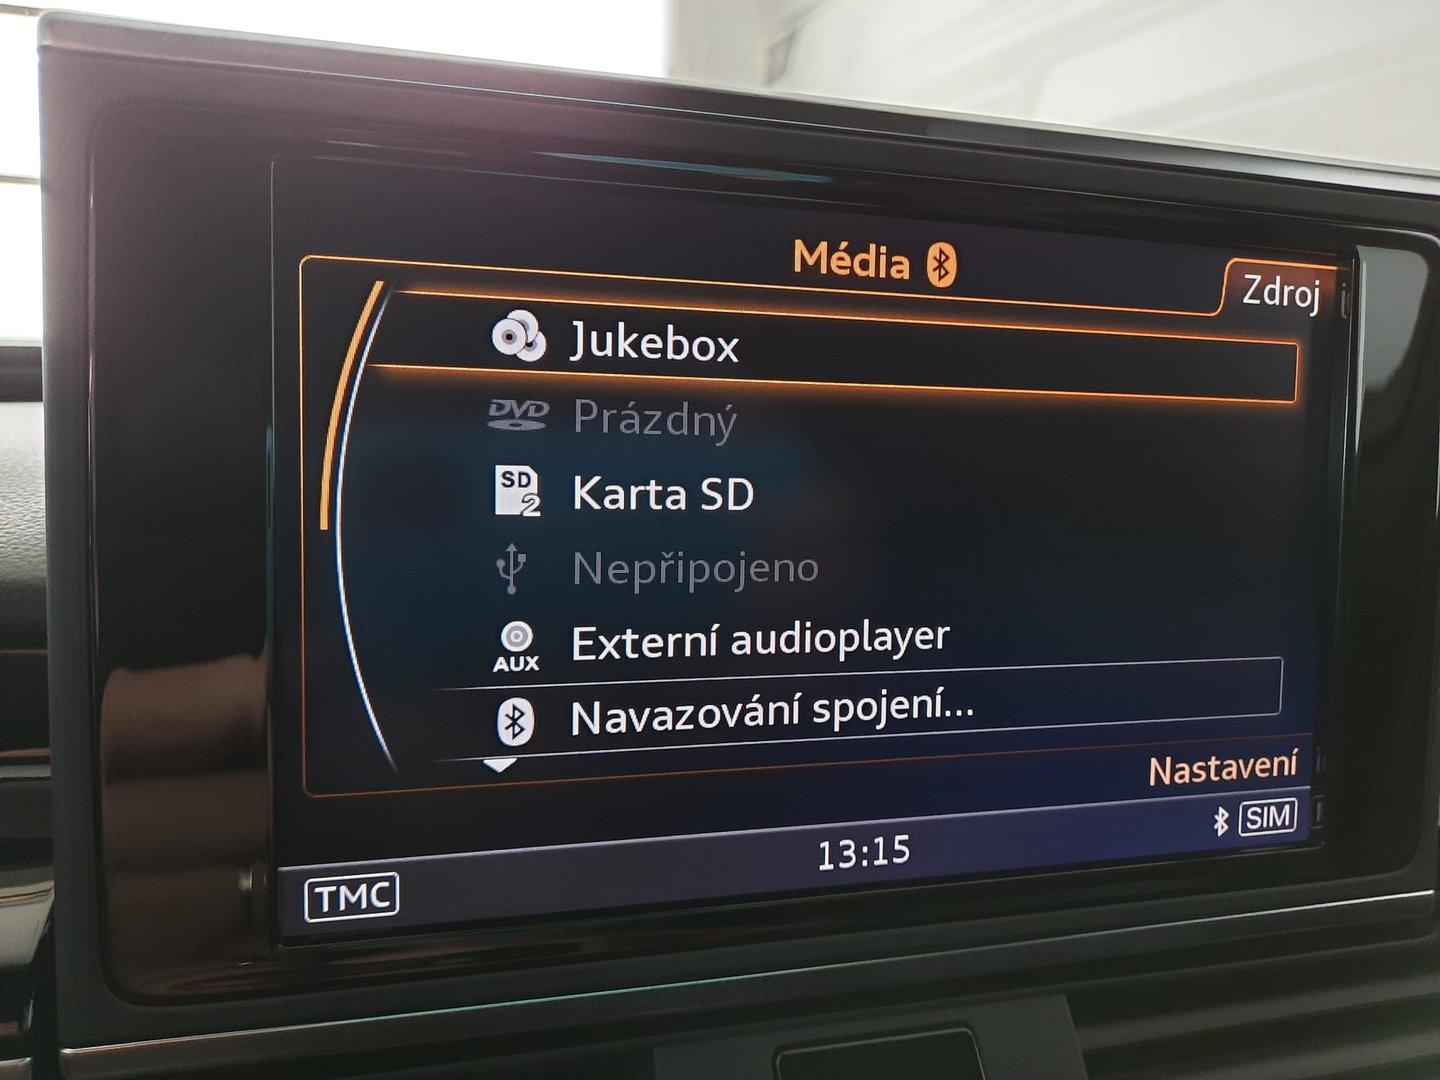 Média
Zdroj
Jukebox
DVD Prázdný
SD 2 Karta SD
Nepřipojeno
AUX Externí audioplayer
Navazování spojení...
Nastavení
TMC 13:15 SIM